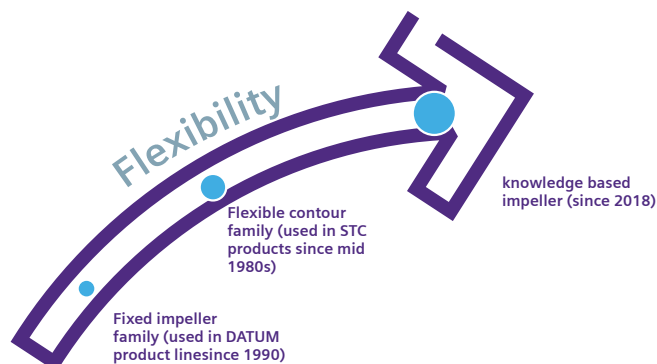 Flexibility
knowledge based
impeller (since 2018)
Flexible contour
family (used in STC
products since mid
1980s)
Fixed impeller
family (used in DATUM
product linesince 1990)